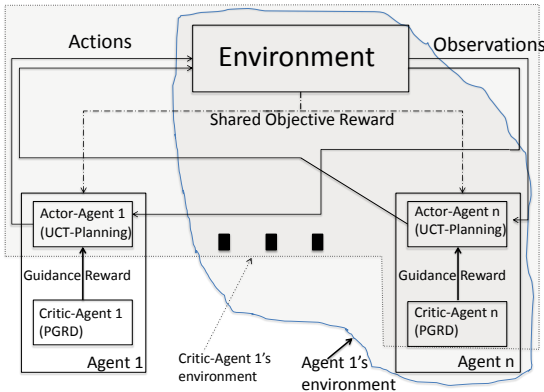 Actions
Environment
Observations
Shared Objective Reward
Actor-Agent 1
(UCT-Planning)
Actor-Agent n
(UCT-Planning)
Guidance Reward
Guidance Reward
Critic-Agent 1
(PGRD)
Critic-Agent n
(PGRD)
Agent 1
Critic-Agent 1's
environment
Agent 1's
environment
Agent n